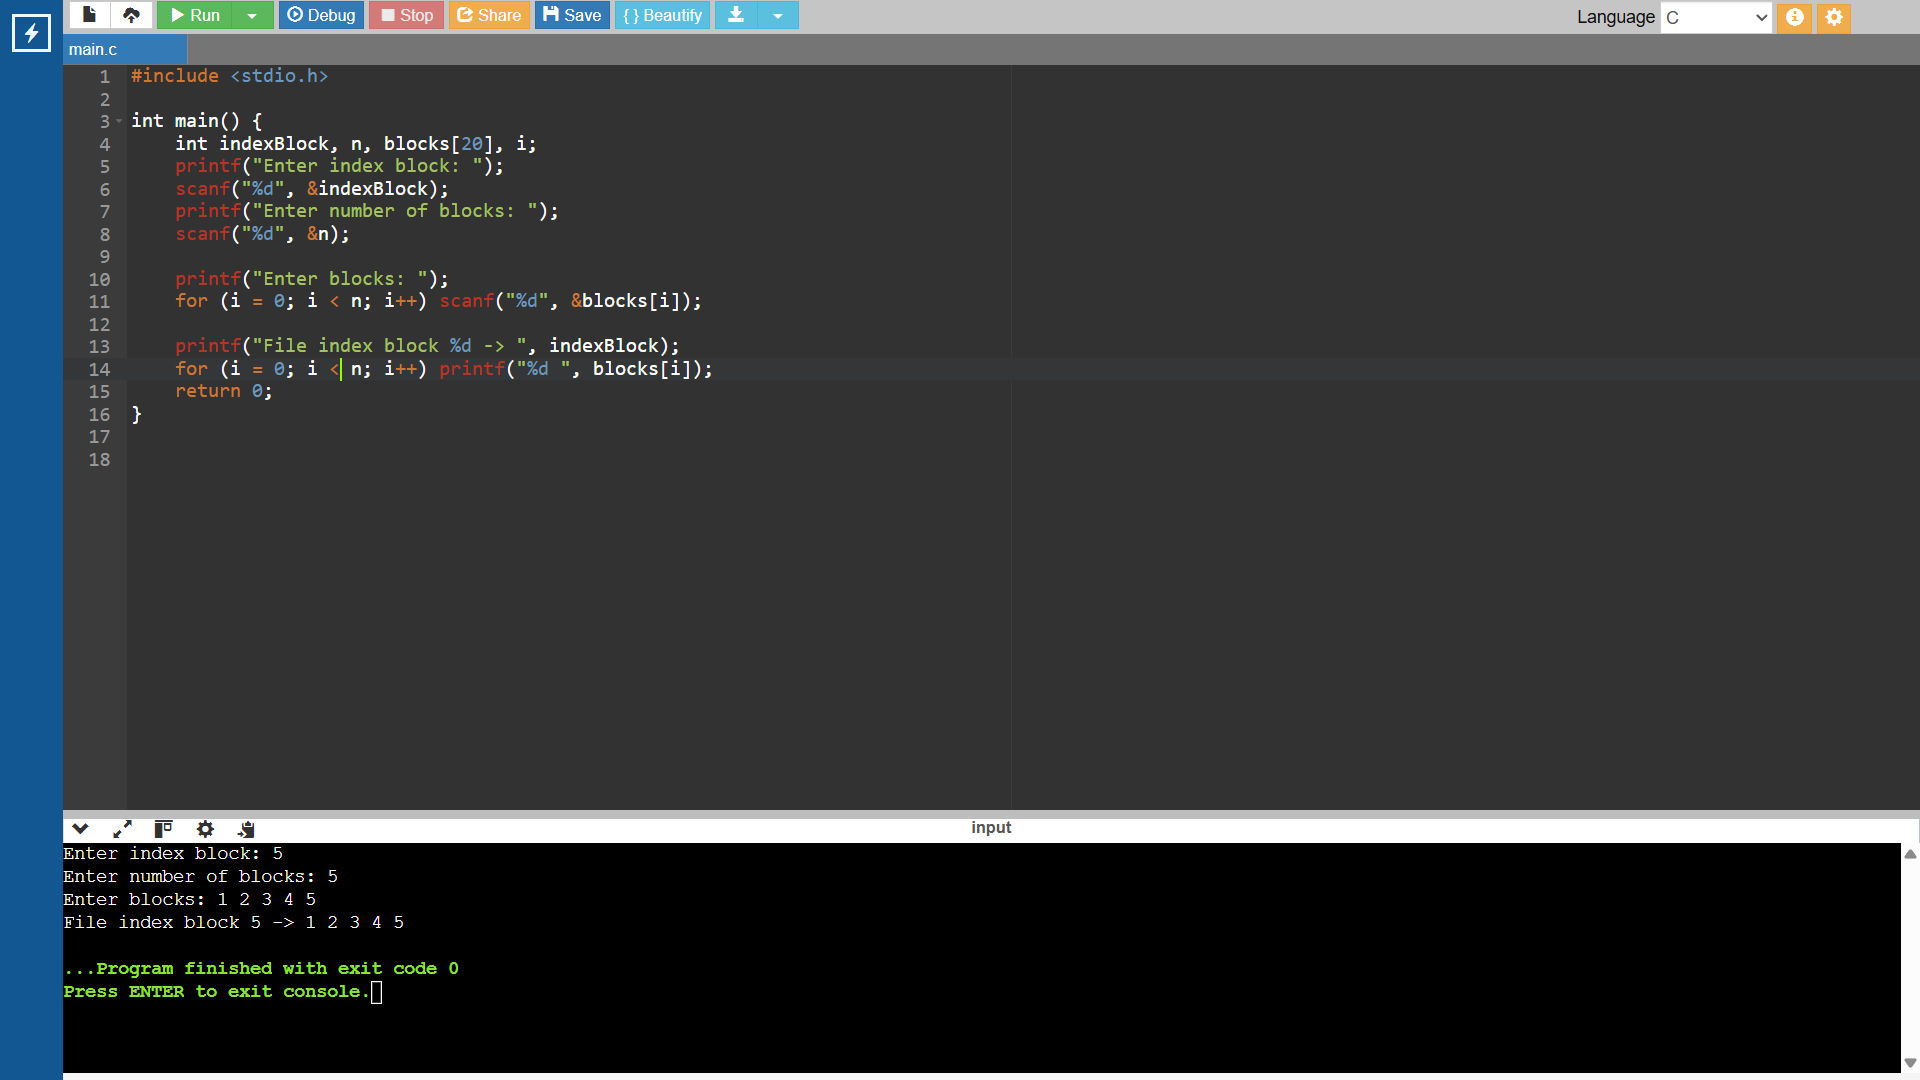 Run Debug Stop Share Save { } Beautify Language C
main.c
1 #include <stdio.h>
2
3 int main() {
4     int indexBlock, n, blocks[20], i;
5     printf("Enter index block: ");
6     scanf("%d", &indexBlock);
7     printf("Enter number of blocks: ");
8     scanf("%d", &n);
9
10     printf("Enter blocks: ");
11     for (i = 0; i < n; i++) scanf("%d", &blocks[i]);
12
13     printf("File index block %d -> ", indexBlock);
14     for (i = 0; i < n; i++) printf("%d ", blocks[i]);
15     return 0;
16 }
17
18
input
Enter index block: 5
Enter number of blocks: 5
Enter blocks: 1 2 3 4 5
File index block 5 -> 1 2 3 4 5
...Program finished with exit code 0
Press ENTER to exit console.